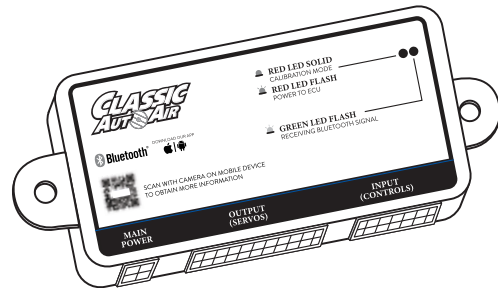 RED LED SOLID
CALIBRATION MODE
RED LED FLASH
POWER TO ECU
CLASSIC
AUTO AIR
GREEN LED FLASH
RECEIVING BLUETOOTH SIGNAL
DOWNLOAD OUR APP
Bluetooth
SCAN WITH CAMERA ON MOBILE DEVICE
TO OBTAIN MORE INFORMATION
MAIN
POWER
OUTPUT
(SERVOS)
INPUT
(CONTROLS)